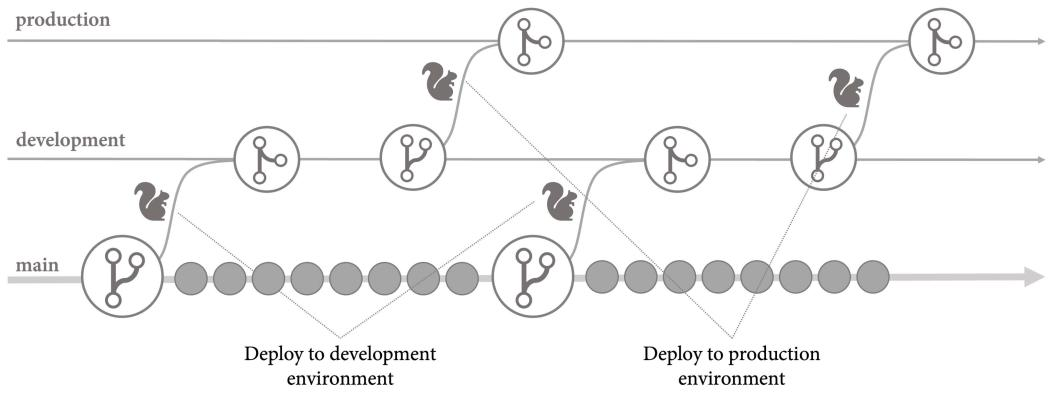 production
development
main
Deploy to development
environment
Deploy to production
environment